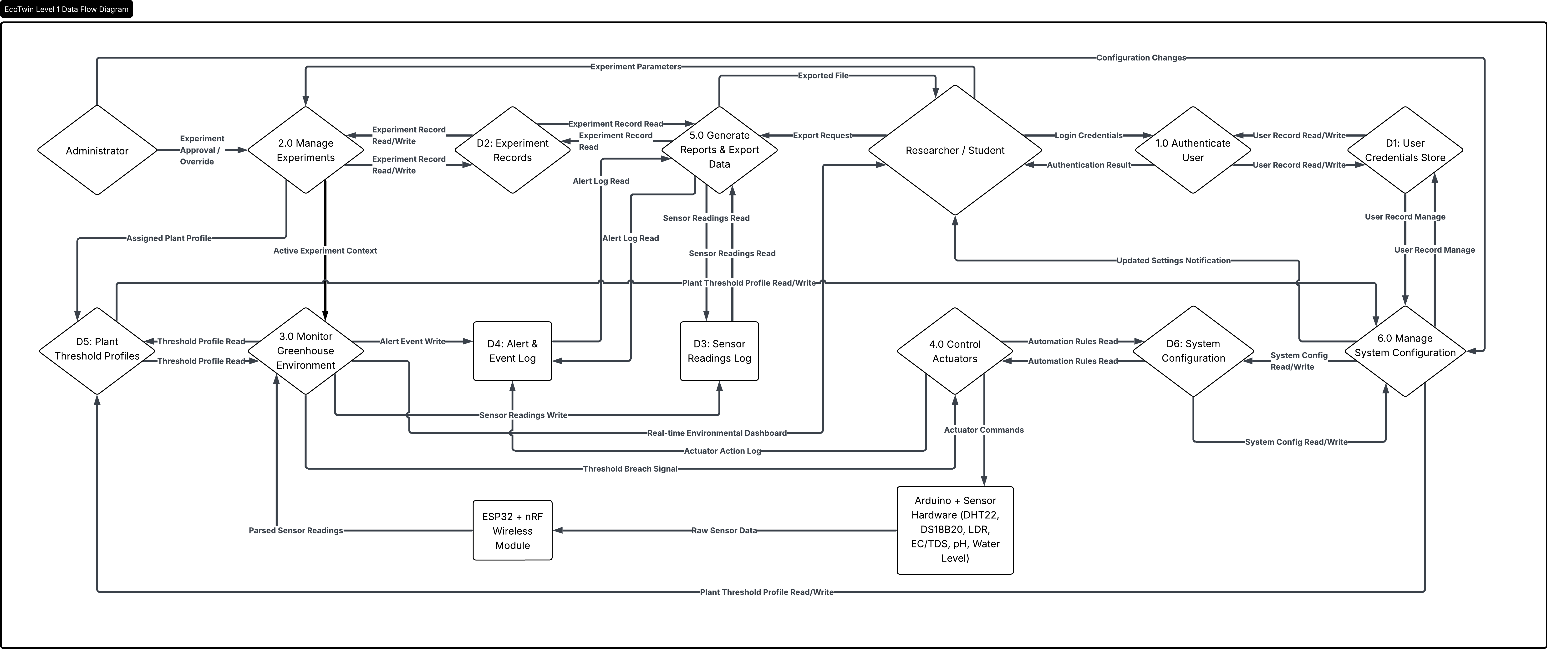 EcoTwin Level 1 Data Flow Diagram
Configuration Changes
Experiment Parameters
Exported File
Administrator
Experiment
Approval /
Override
2.0 Manage
Experiments
Experiment Record
Read/Write
Experiment Record
Read/Write
D2: Experiment
Records
Experiment Record Read
Experiment Record
Read
5.0 Generate
Reports & Export
Data
Export Request
Researcher / Student
Login Credentials
Authentication Result
1.0 Authenticate
User
User Record Read/Write
User Record Read/Write
D1: User
Credentials Store
Alert Log Read
Alert Log Read
Sensor Readings Read
Sensor Readings Read
User Record Manage
User Record Manage
Assigned Plant Profile
Active Experiment Context
Updated Settings Notification
Plant Threshold Profile Read/Write
D5: Plant
Threshold Profiles
Threshold Profile Read
Threshold Profile Read
3.0 Monitor
Greenhouse
Environment
Alert Event Write
D4: Alert &
Event Log
D3: Sensor
Readings Log
4.0 Control
Actuators
Automation Rules Read
Automation Rules Read
D6: System
Configuration
System Config
Read/Write
6.0 Manage
System Configuration
Sensor Readings Write
Real-time Environmental Dashboard
Actuator Action Log
Actuator Commands
System Config Read/Write
Threshold Breach Signal
Parsed Sensor Readings
ESP32 + nRF
Wireless
Module
Raw Sensor Data
Arduino + Sensor
Hardware (DHT22,
DS18B20, LDR,
EC/TDS, pH, Water
Level)
Plant Threshold Profile Read/Write